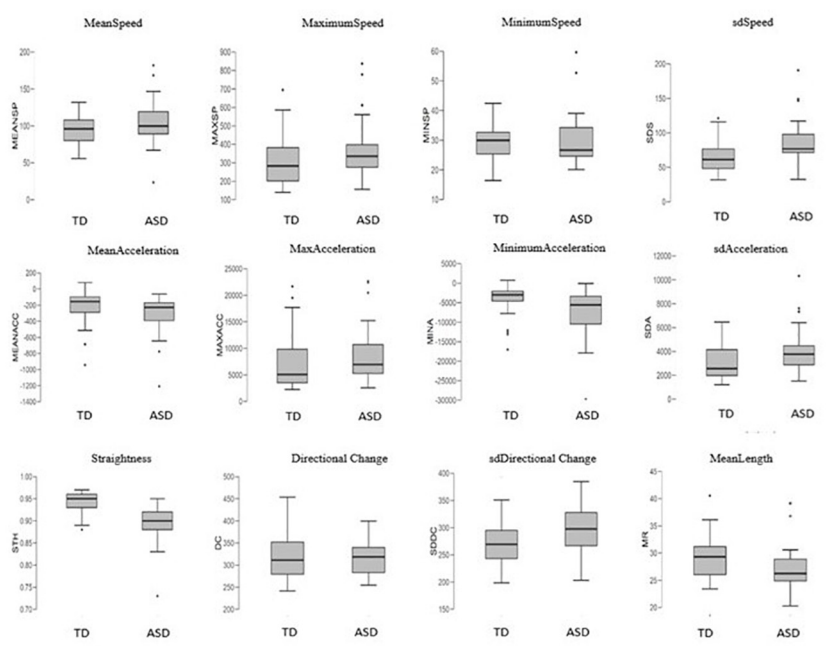 MeanSpeed
MaximumSpeed
MinimumSpeed
sdSpeed
200
150
100
50
0
MEANSP
TD ASD
900
800
700
600
500
400
300
200
100
MAXSP
TD ASD
60
50
40
30
20
10
MINSP
TD ASD
200
150
100
50
0
SDS
TD ASD
MeanAcceleration
MaxAcceleration
MinimumAcceleration
sdAcceleration
200
0
-200
-400
-600
-800
-1000
-1200
-1400
MEANACC
TD ASD
25000
20000
15000
10000
5000
0
MAXACC
TD ASD
5000
0
-5000
-10000
-15000
-20000
-25000
-30000
MINA
TD ASD
12000
10000
8000
6000
4000
2000
0
SDA
TD ASD
Straightness
Directional Change
sdDirectional Change
MeanLength
1.00
0.95
0.90
0.85
0.80
0.75
0.70
STH
TD ASD
500
450
400
350
300
250
200
DC
TD ASD
400
350
300
250
200
150
SDDC
TD ASD
45
40
35
30
25
20
MR
TD ASD